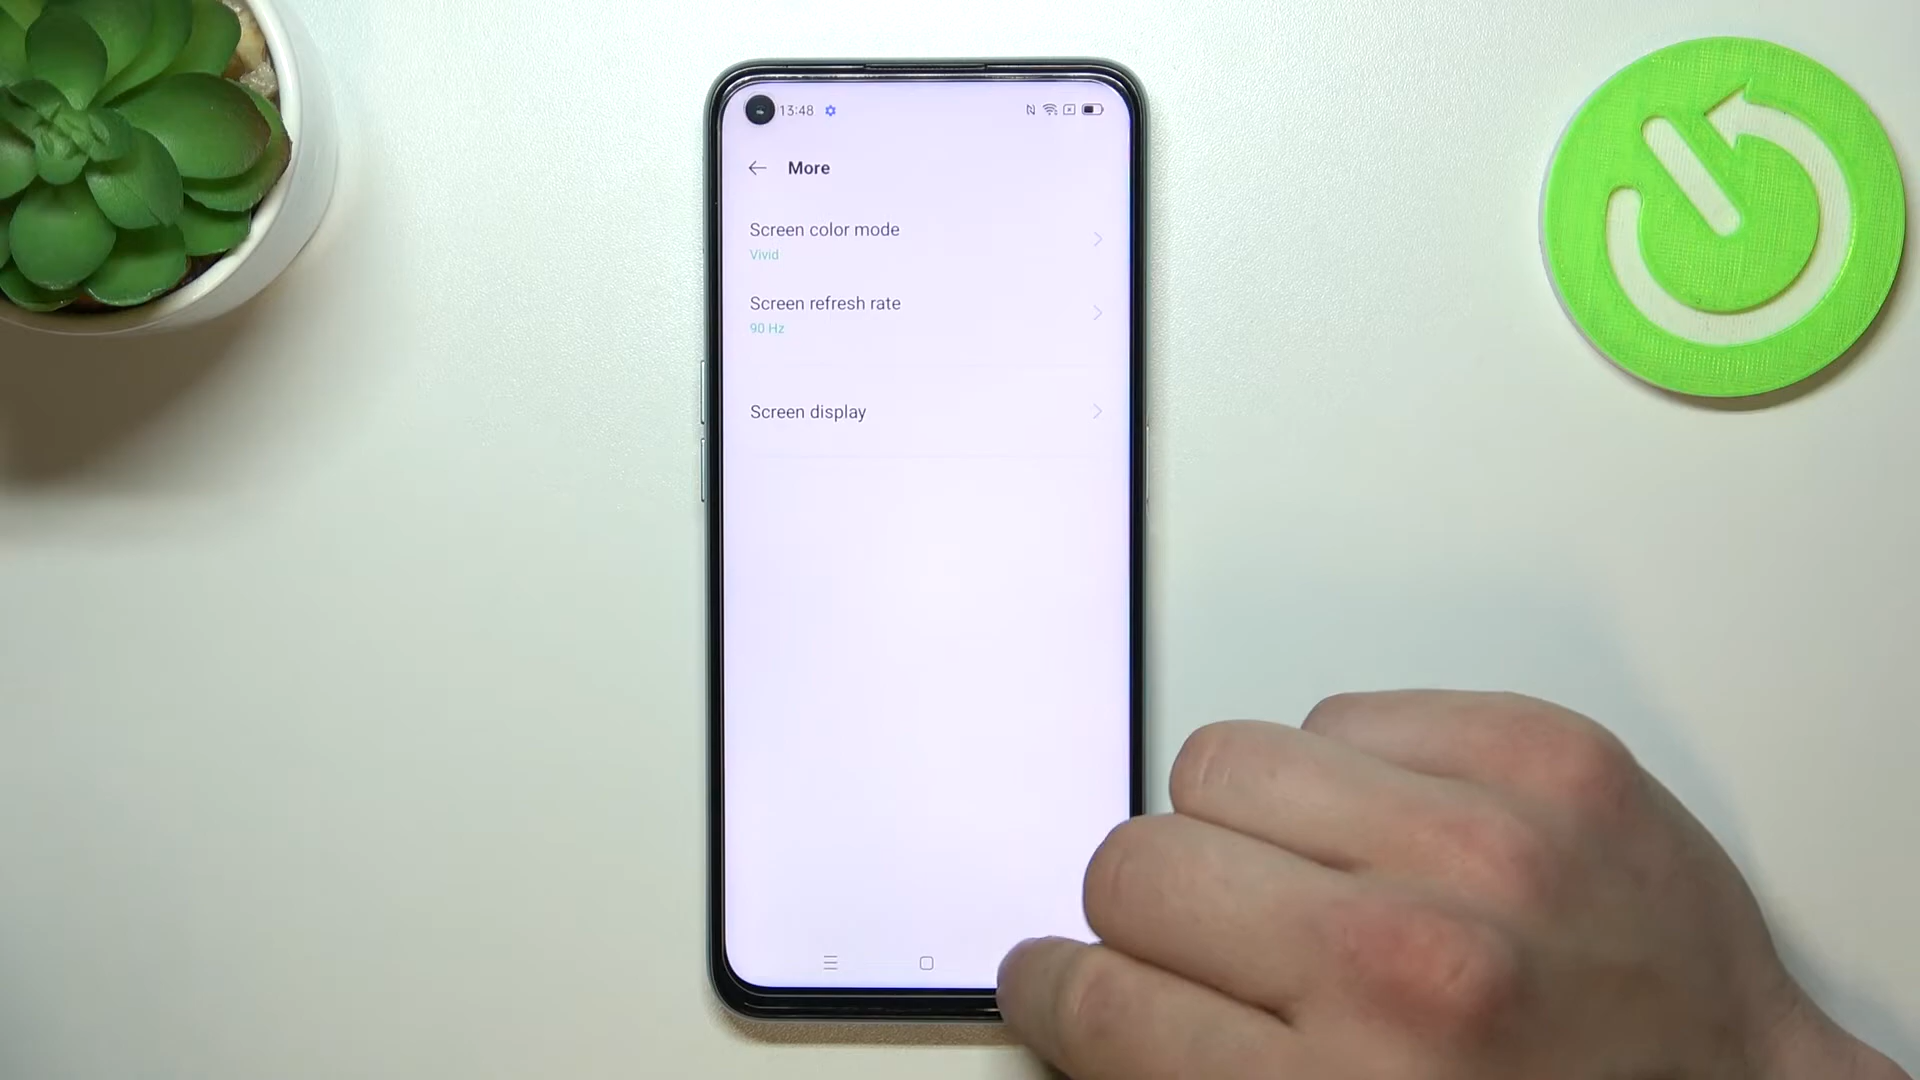 13:48
More
Screen color mode
Vivid
Screen refresh rate
90 Hz
Screen display